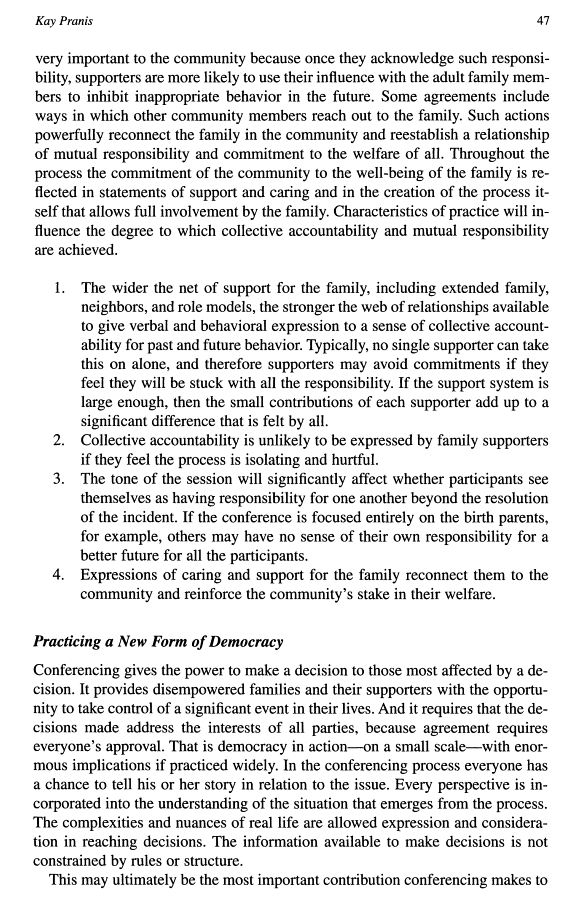 Kay Pranis 47
very important to the community because once they acknowledge such responsi-
bility, supporters are more likely to use their influence with the adult family mem-
bers to inhibit inappropriate behavior in the future. Some agreements include
ways in which other community members reach out to the family. Such actions
powerfully reconnect the family in the community and reestablish a relationship
of mutual responsibility and commitment to the welfare of all. Throughout the
process the commitment of the community to the well-being of the family is re-
flected in statements of support and caring and in the creation of the process it-
self that allows full involvement by the family. Characteristics of practice will in-
fluence the degree to which collective accountability and mutual responsibility
are achieved.
1. The wider the net of support for the family, including extended family,
neighbors, and role models, the stronger the web of relationships available
to give verbal and behavioral expression to a sense of collective account-
ability for past and future behavior. Typically, no single supporter can take
this on alone, and therefore supporters may avoid commitments if they
feel they will be stuck with all the responsibility. If the support system is
large enough, then the small contributions of each supporter add up to a
significant difference that is felt by all.
2. Collective accountability is unlikely to be expressed by family supporters
if they feel the process is isolating and hurtful.
3. The tone of the session will significantly affect whether participants see
themselves as having responsibility for one another beyond the resolution
of the incident. If the conference is focused entirely on the birth parents,
for example, others may have no sense of their own responsibility for a
better future for all the participants.
4. Expressions of caring and support for the family reconnect them to the
community and reinforce the community's stake in their welfare.
Practicing a New Form of Democracy
Conferencing gives the power to make a decision to those most affected by a de-
cision. It provides disempowered families and their supporters with the opportu-
nity to take control of a significant event in their lives. And it requires that the de-
cisions made address the interests of all parties, because agreement requires
everyone's approval. That is democracy in action—on a small scale—with enor-
mous implications if practiced widely. In the conferencing process everyone has
a chance to tell his or her story in relation to the issue. Every perspective is in-
corporated into the understanding of the situation that emerges from the process.
The complexities and nuances of real life are allowed expression and considera-
tion in reaching decisions. The information available to make decisions is not
constrained by rules or structure.
This may ultimately be the most important contribution conferencing makes to